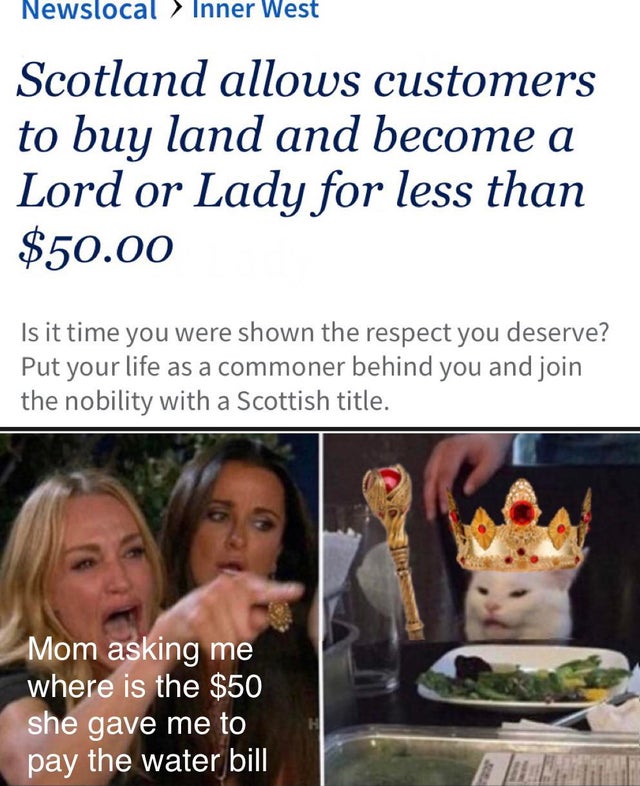 Newslocal > Inner West
Scotland allows customers
to buy land and become a
Lord or Lady for less than
$50.00
Is it time you were shown the respect you deserve?
Put your life as a commoner behind you and join
the nobility with a Scottish title.
Mom asking me
where is the $50
she gave me to
pay the water bill